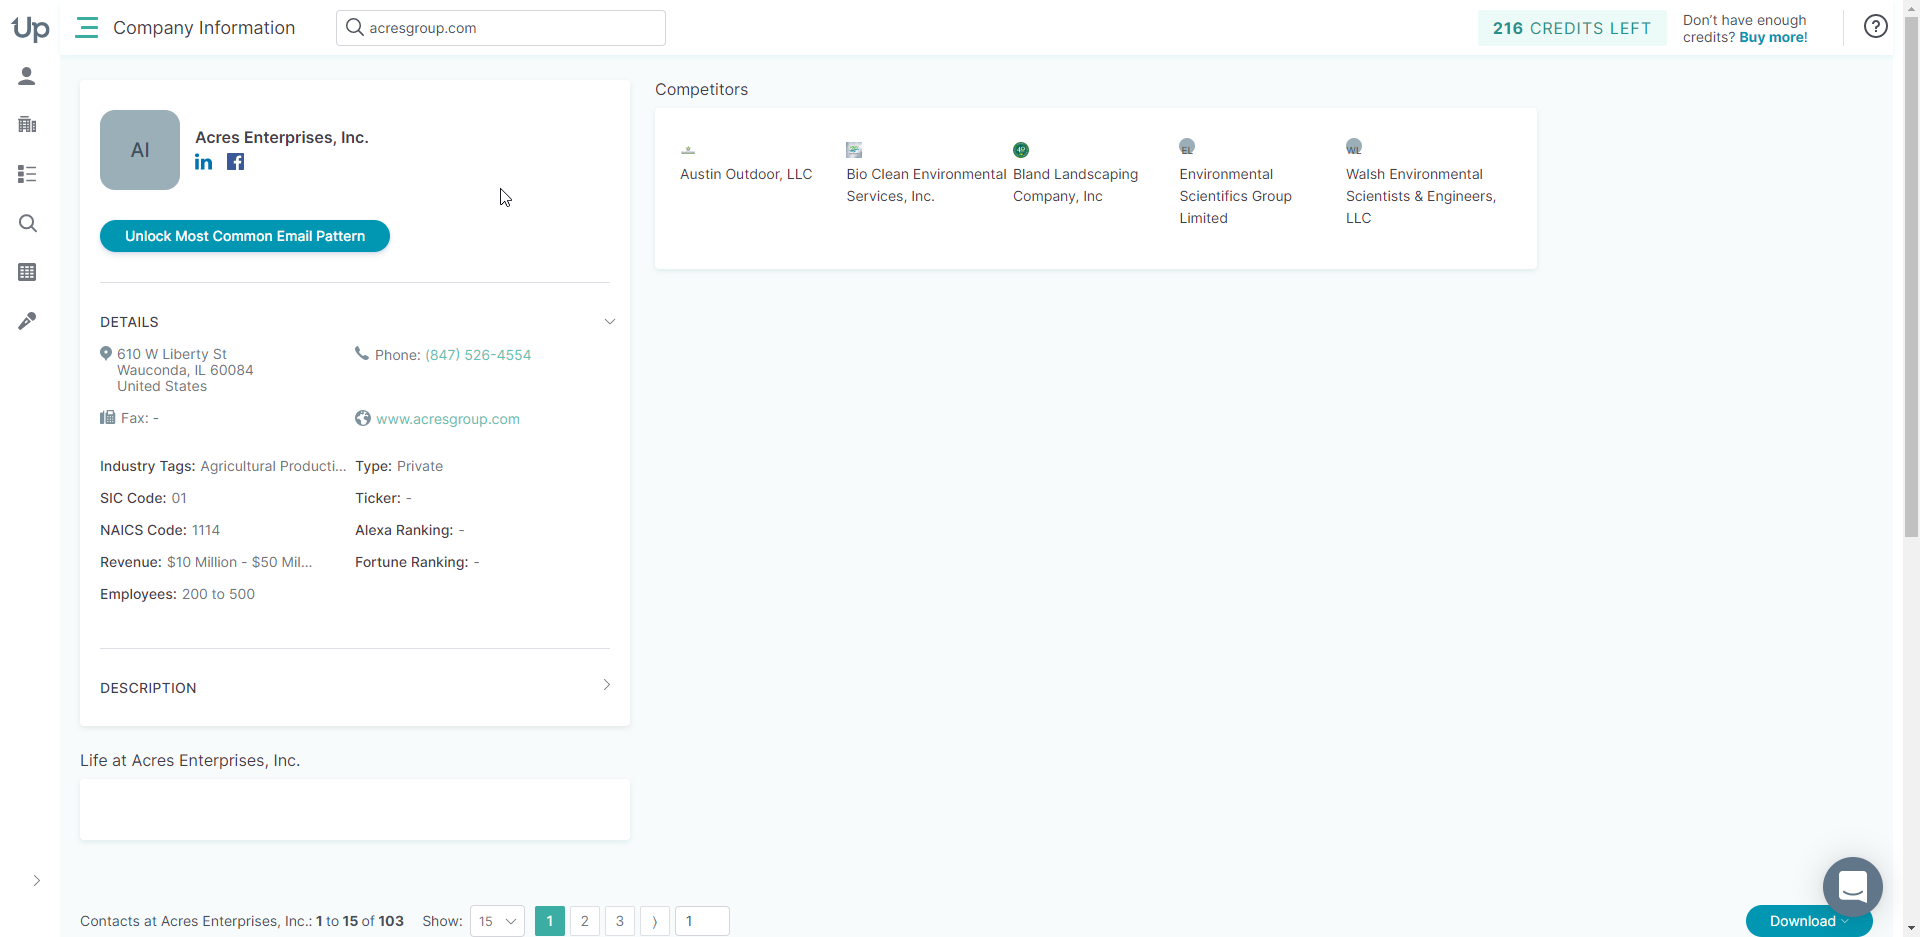 Up
Company Information
acresgroup.com
216 CREDITS LEFT
Don't have enough
credits? Buy more!
AI
Acres Enterprises, Inc.
Unlock Most Common Email Pattern
DETAILS
610 W Liberty St
Wauconda, IL 60084
United States
Phone: (847) 526-4554
Fax: -
www.acresgroup.com
Industry Tags: Agricultural Producti...
Type: Private
SIC Code: 01
Ticker: -
NAICS Code: 1114
Alexa Ranking: -
Revenue: $10 Million - $50 Mil...
Fortune Ranking: -
Employees: 200 to 500
DESCRIPTION
Life at Acres Enterprises, Inc.
Competitors
Austin Outdoor, LLC
Bio Clean Environmental
Services, Inc.
Bland Landscaping
Company, Inc
EL
Environmental
Scientifics Group
Limited
WL
Walsh Environmental
Scientists & Engineers,
LLC
Contacts at Acres Enterprises, Inc.: 1 to 15 of 103
Show: 15
1 2 3 ⟩ 1
Download